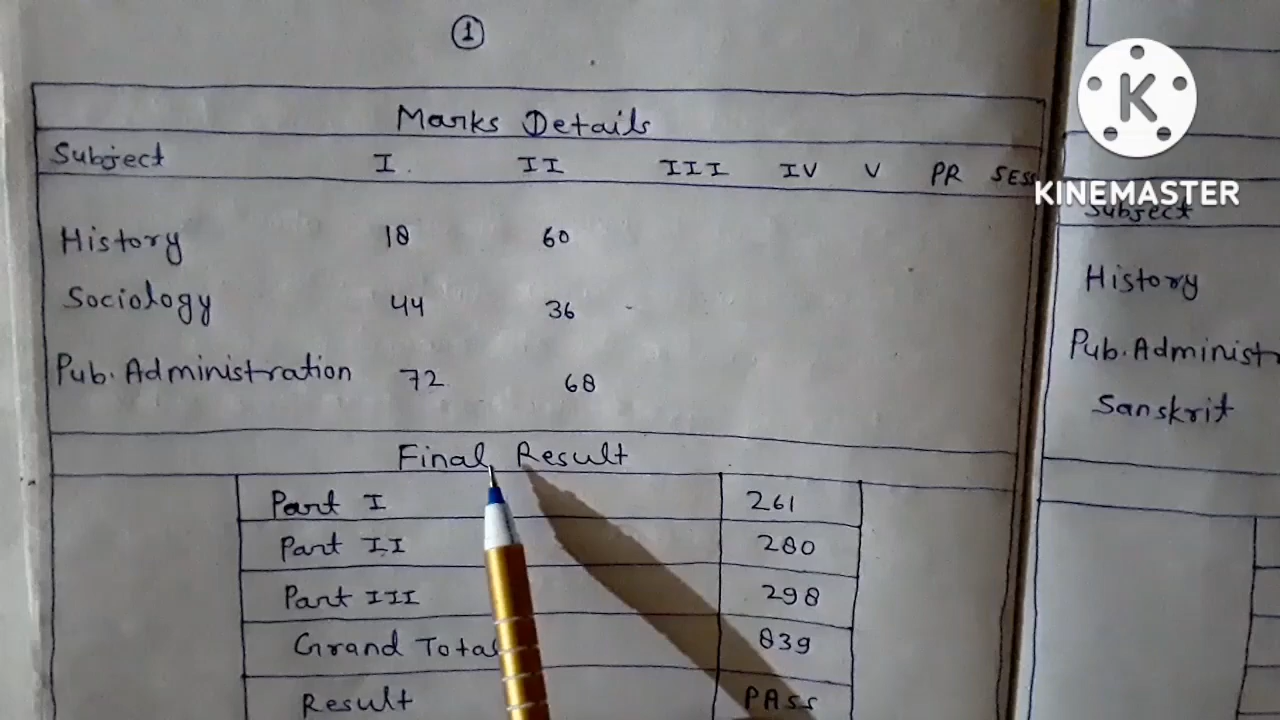 1
Marks Details
Subject I. II III IV V PR SESS
History 18 60
Sociology 44 36
Pub. Administration 72 68
Final Result
Part I 261
Part II 280
Part III 298
Grand Total 839
Result PASS
K
KINEMASTER
Subject
History
Pub. Administ
Sanskrit